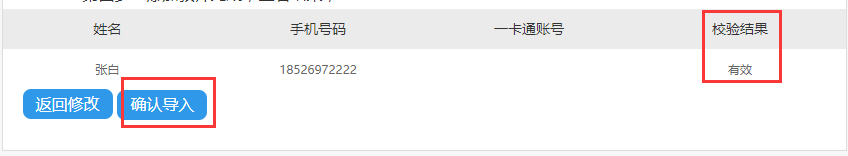 姓名 手机号码 一卡通账号 校验结果
张白 18526972222 有效
返回修改 确认导入